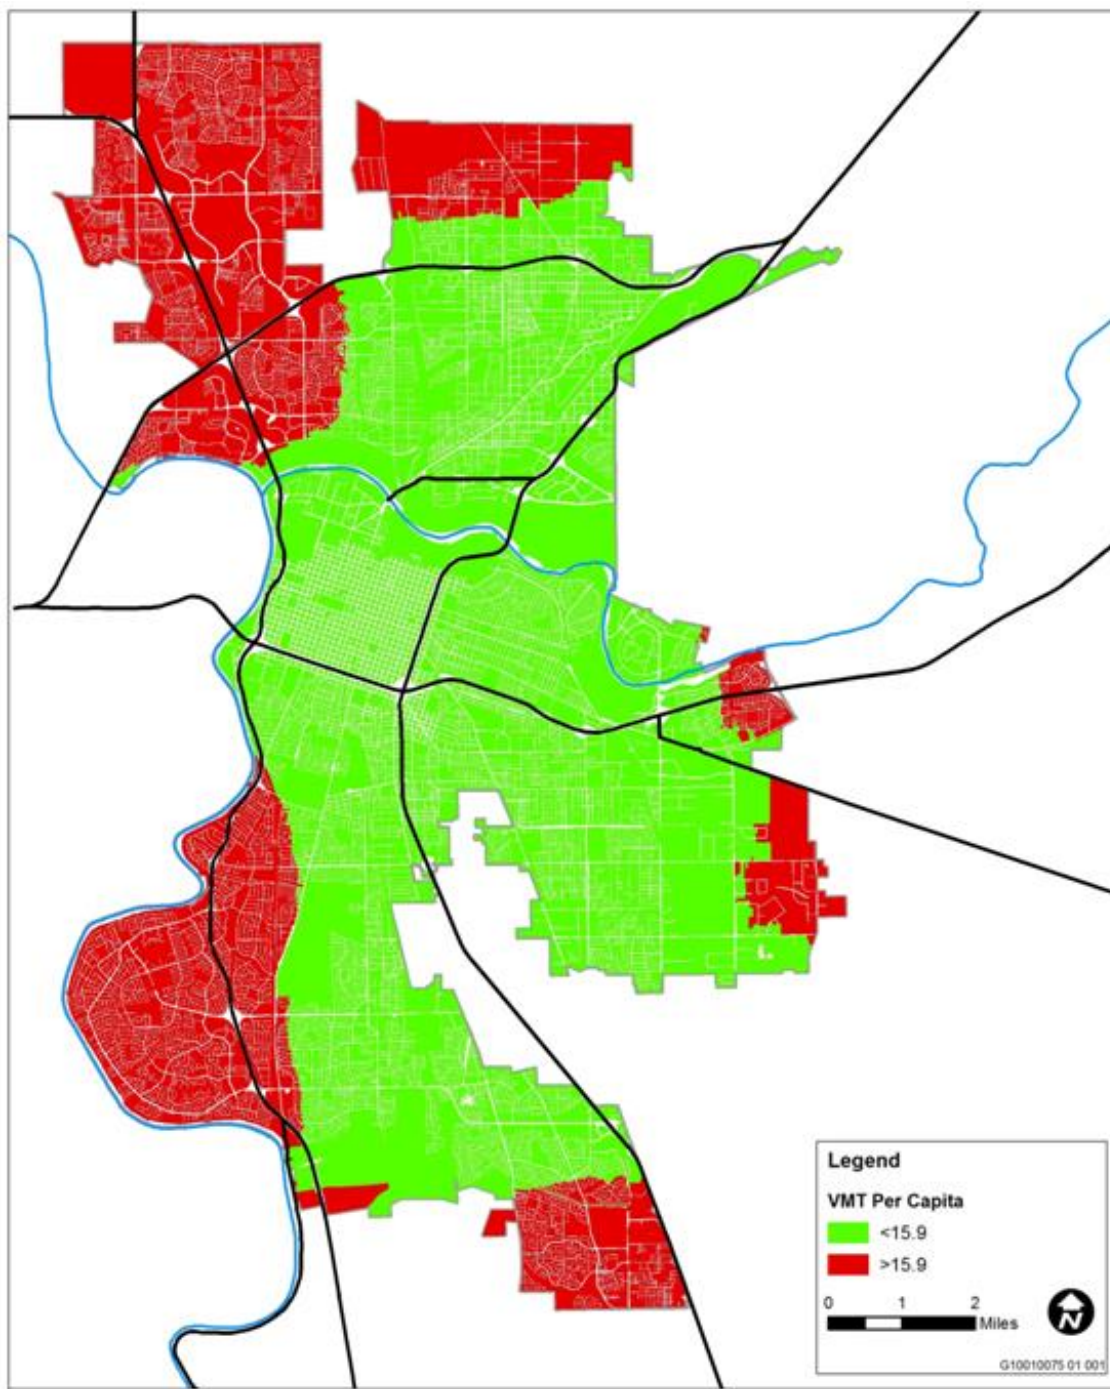 Legend
VMT Per Capita
<15.9
>15.9
0 1 2
Miles
N
G10010075 01 001